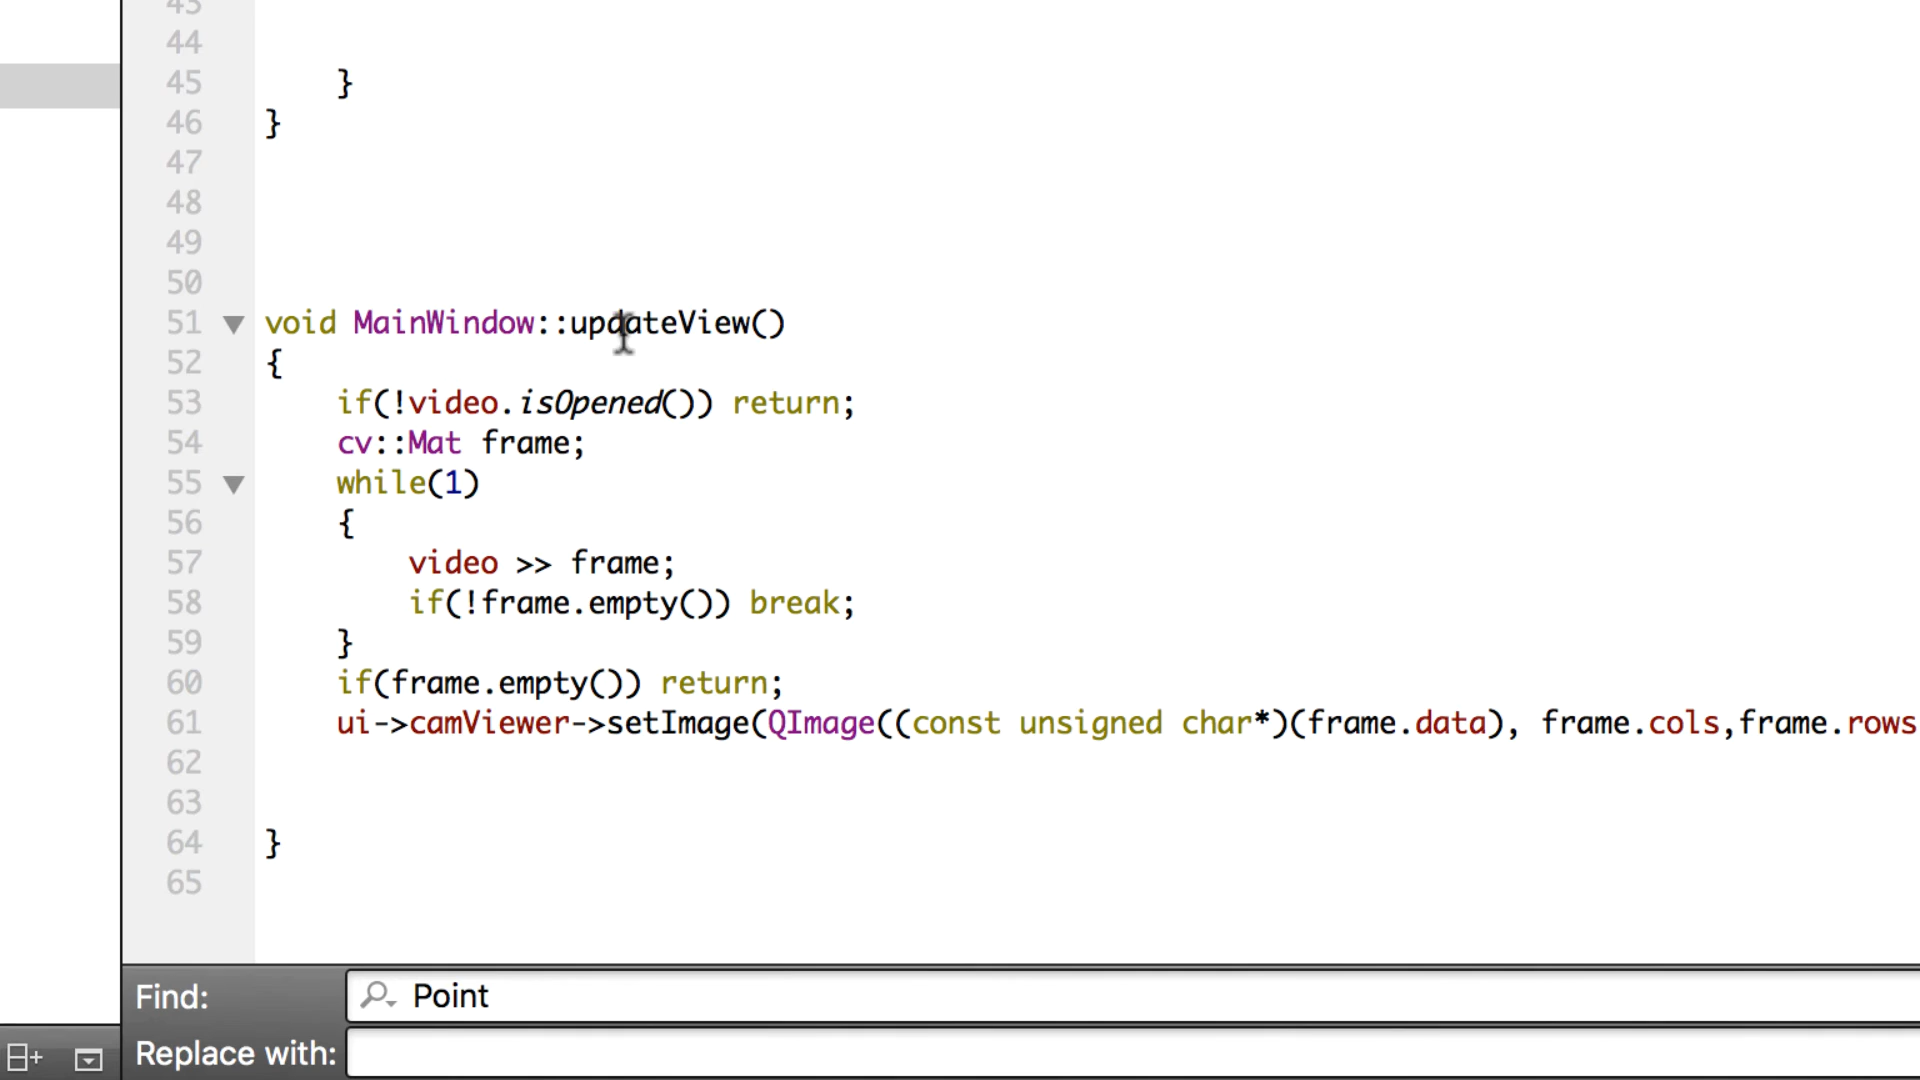 43
44
45 }
46 }
47
48
49
50
51 void MainWindow::updateView()
52 {
53 if(!video.isOpened()) return;
54 cv::Mat frame;
55 while(1)
56 {
57 video >> frame;
58 if(!frame.empty()) break;
59 }
60 if(frame.empty()) return;
61 ui->camViewer->setImage(QImage((const unsigned char*)(frame.data), frame.cols,frame.rows
62
63
64 }
65
Find: Point
Replace with: